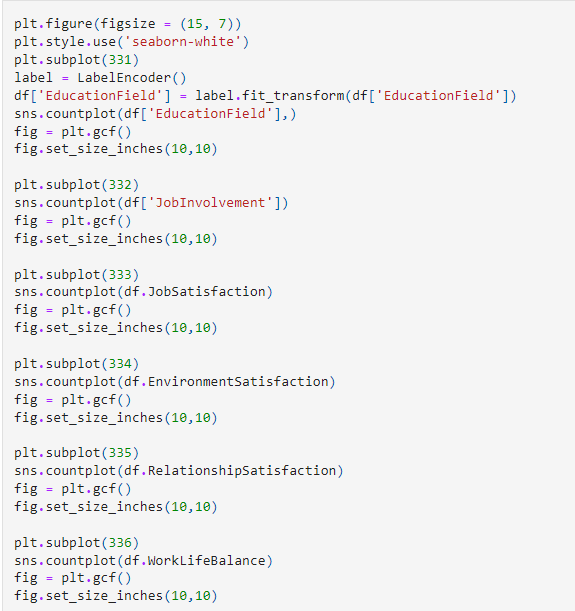 plt.figure(figsize = (15, 7))
plt.style.use('seaborn-white')
plt.subplot(331)
label = LabelEncoder()
df['EducationField'] = label.fit_transform(df['EducationField'])
sns.countplot(df['EducationField'],)
fig = plt.gcf()
fig.set_size_inches(10,10)

plt.subplot(332)
sns.countplot(df['JobInvolvement'])
fig = plt.gcf()
fig.set_size_inches(10,10)

plt.subplot(333)
sns.countplot(df.JobSatisfaction)
fig = plt.gcf()
fig.set_size_inches(10,10)

plt.subplot(334)
sns.countplot(df.EnvironmentSatisfaction)
fig = plt.gcf()
fig.set_size_inches(10,10)

plt.subplot(335)
sns.countplot(df.RelationshipSatisfaction)
fig = plt.gcf()
fig.set_size_inches(10,10)

plt.subplot(336)
sns.countplot(df.WorkLifeBalance)
fig = plt.gcf()
fig.set_size_inches(10,10)